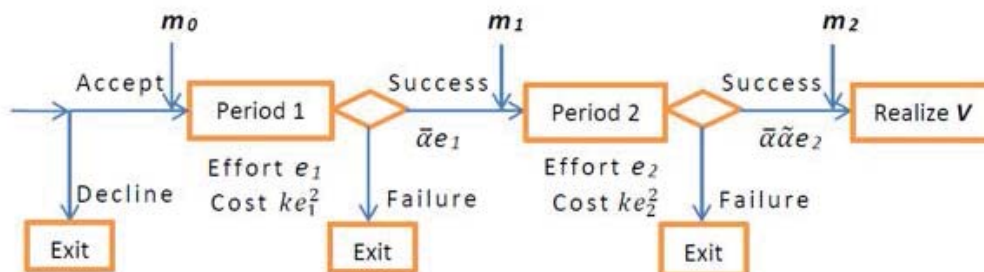 m₀
m₁
m₂
Accept
Success
Success
Period 1
Period 2
Realize V
ᾱe₁
ᾱα̃e₂
Effort e₁
Cost ke₁²
Effort e₂
Cost ke₂²
Decline
Failure
Failure
Exit
Exit
Exit